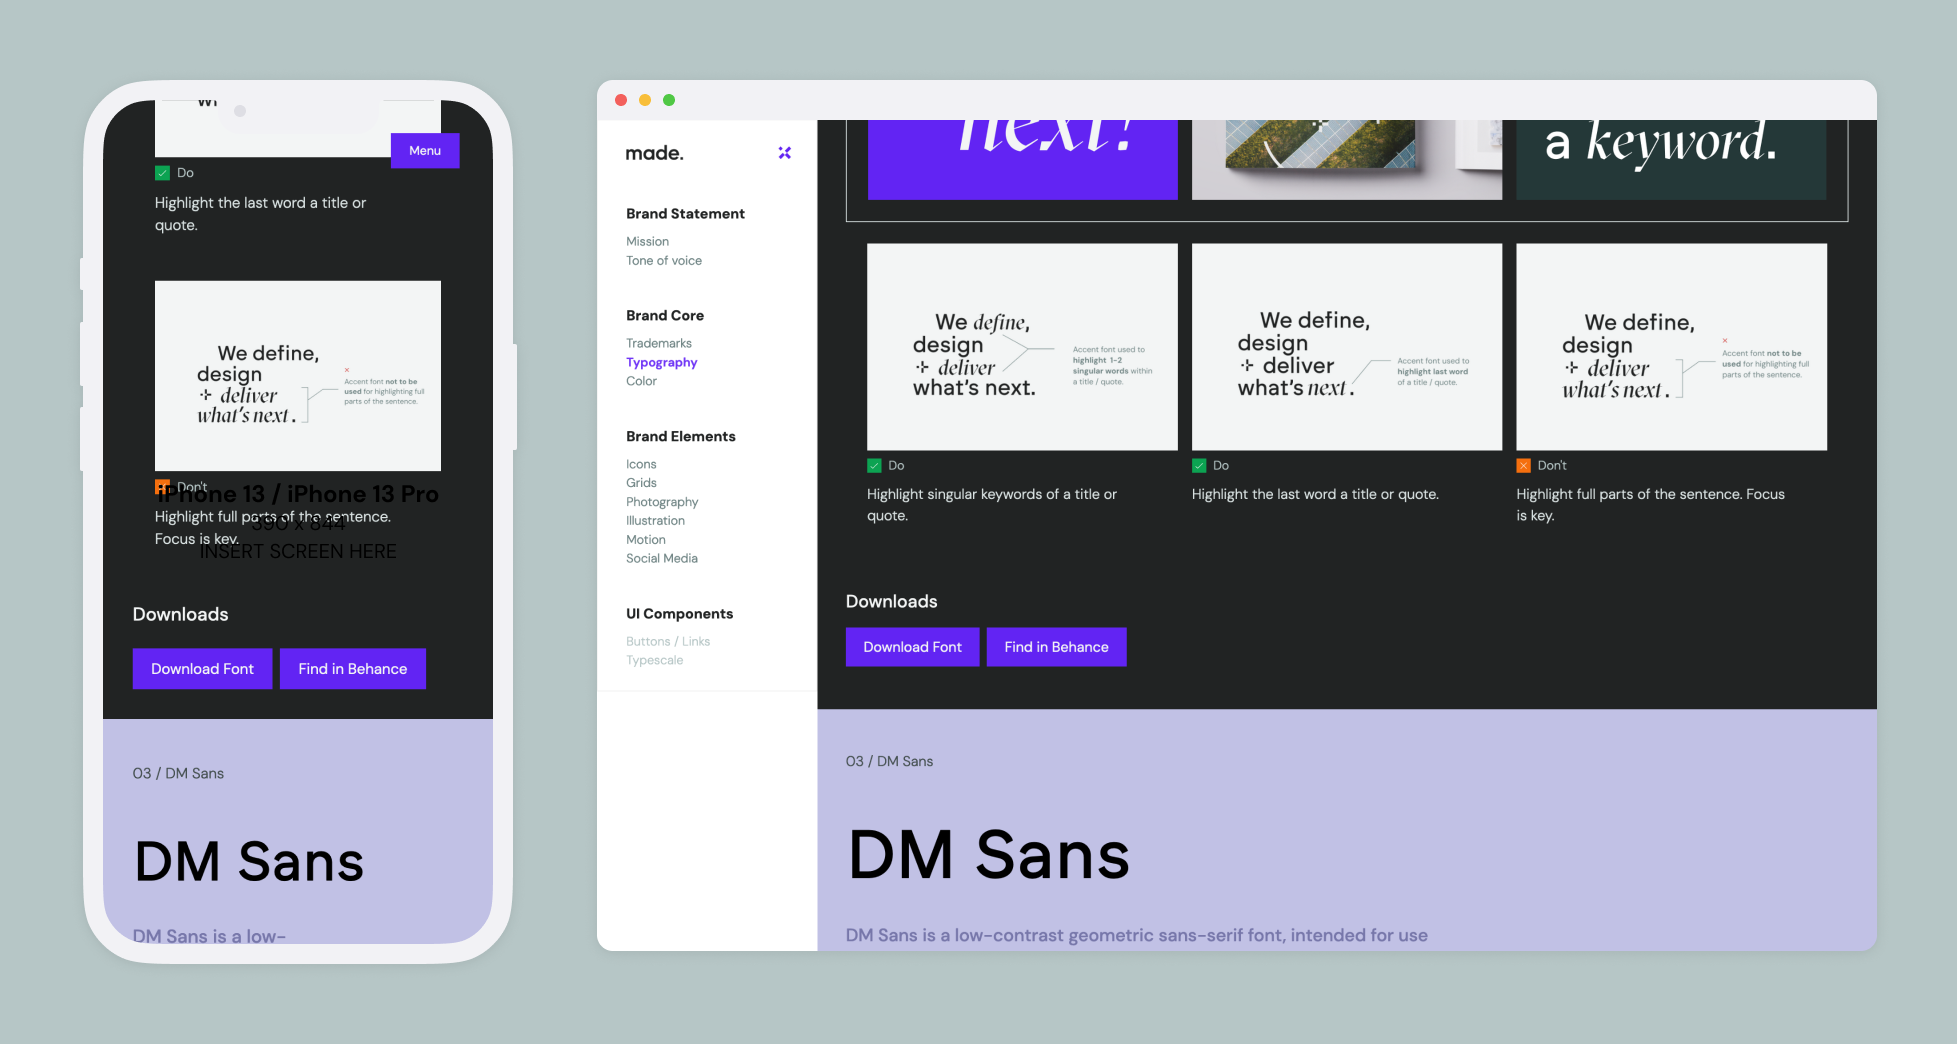 Menu
Do
Highlight the last word a title or
quote.
We define,
design
deliver
what's next.
Accent font not to be
used for highlighting full
parts of the sentence.
Don't
iPhone 13 / iPhone 13 Pro
Highlight full parts of the sentence.
390 x 844
Focus is key.
INSERT SCREEN HERE
Downloads
Download Font
Find in Behance
03 / DM Sans
DM Sans
DM Sans is a low-
made.
Brand Statement
Mission
Tone of voice
Brand Core
Trademarks
Typography
Color
Brand Elements
Icons
Grids
Photography
Illustration
Motion
Social Media
UI Components
Buttons / Links
Typescale
next!
a keyword.
We define,
design
deliver
what's next.
Accent font used to
highlight 1-2
singular words within
a title / quote.
Do
Highlight singular keywords of a title or
quote.
We define,
design
deliver
what's next.
Accent font used to
highlight last word
of a title / quote.
Do
Highlight the last word a title or quote.
We define,
design
deliver
what's next.
Accent font not to be
used for highlighting full
parts of the sentence.
Don't
Highlight full parts of the sentence. Focus
is key.
Downloads
Download Font
Find in Behance
03 / DM Sans
DM Sans
DM Sans is a low-contrast geometric sans-serif font, intended for use